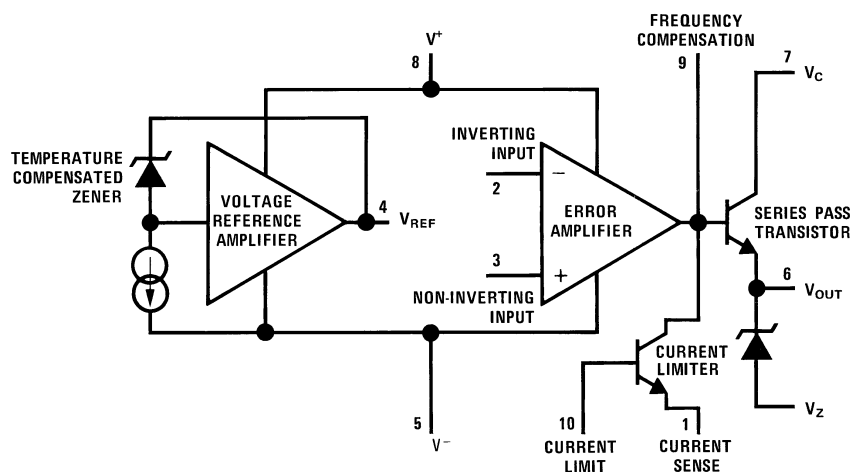 V+
8
FREQUENCY
COMPENSATION
9
7
VC
TEMPERATURE
COMPENSATED
ZENER
VOLTAGE
REFERENCE
AMPLIFIER
4
VREF
INVERTING
INPUT
2
−
ERROR
AMPLIFIER
3
+
NON-INVERTING
INPUT
SERIES PASS
TRANSISTOR
6
VOUT
CURRENT
LIMITER
VZ
5
V−
10
CURRENT
LIMIT
1
CURRENT
SENSE